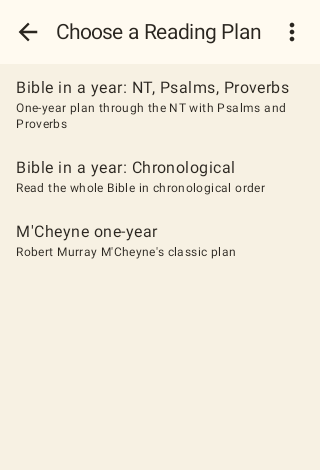 Choose a Reading Plan
Bible in a year: NT, Psalms, Proverbs
One-year plan through the NT with Psalms and
Proverbs
Bible in a year: Chronological
Read the whole Bible in chronological order
M'Cheyne one-year
Robert Murray M'Cheyne's classic plan